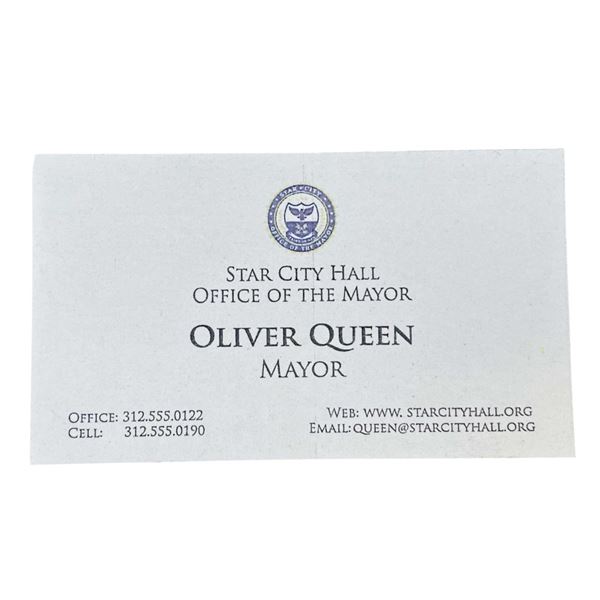 STAR CITY
OFFICE OF THE MAYOR
STAR CITY HALL
OFFICE OF THE MAYOR
OLIVER QUEEN
MAYOR
OFFICE: 312.555.0122
CELL: 312.555.0190
WEB: WWW. STARCITYHALL.ORG
EMAIL:QUEEN@STARCITYHALL.ORG